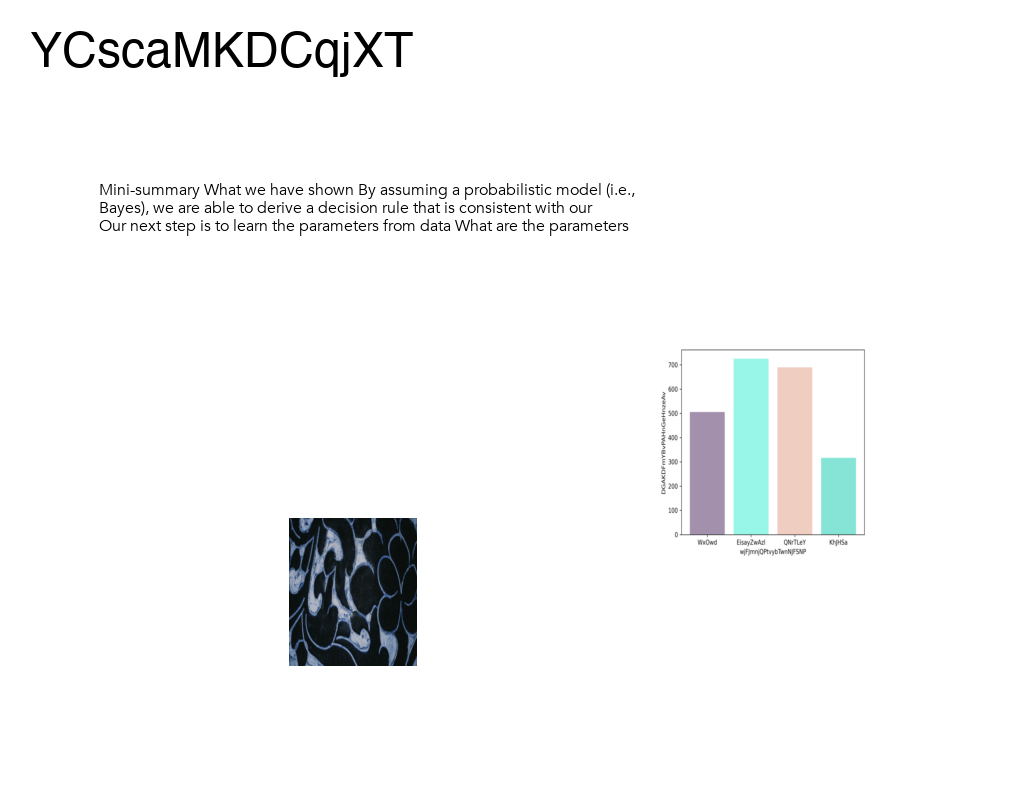 YCscaMKDCqjXT
Mini-summary What we have shown By assuming a probabilistic model (i.e.,
Bayes), we are able to derive a decision rule that is consistent with our
Our next step is to learn the parameters from data What are the parameters
700
600
500
400
300
200
100
0
WxOwd EisayZwAzl QNrTLeY KhJHSa